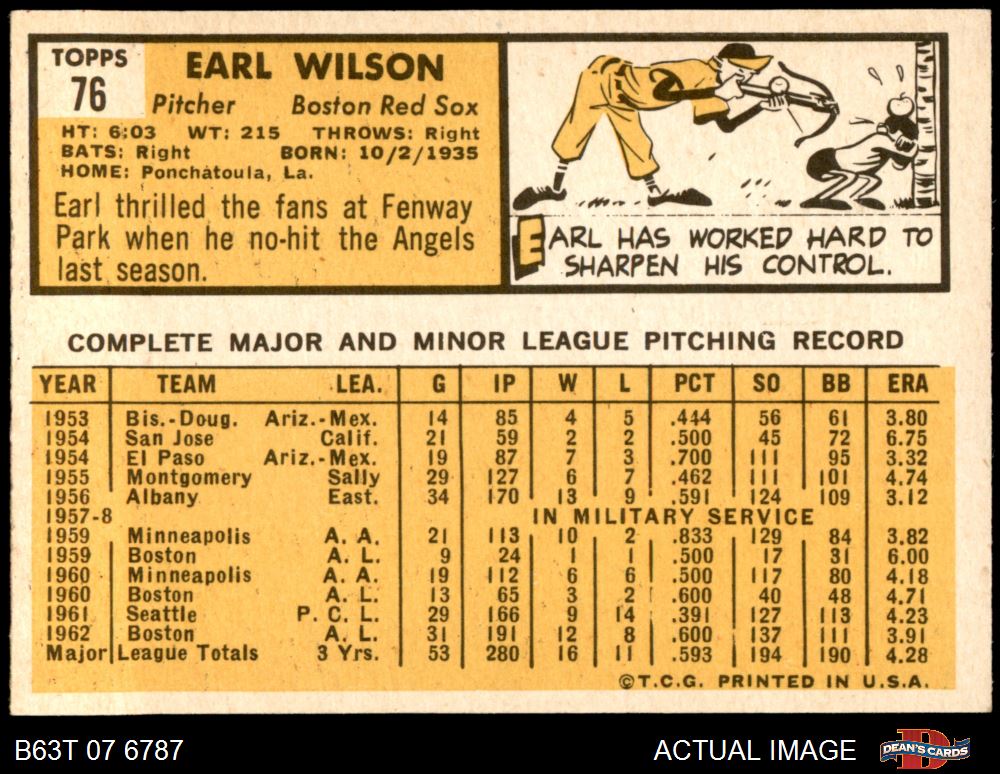 TOPPS
76
EARL WILSON
Pitcher Boston Red Sox
HT: 6:03 WT: 215 THROWS: Right
BATS: Right BORN: 10/2/1935
HOME: Ponchatoula, La.
Earl thrilled the fans at Fenway
Park when he no-hit the Angels
last season.
EARL HAS WORKED HARD TO
SHARPEN HIS CONTROL.
COMPLETE MAJOR AND MINOR LEAGUE PITCHING RECORD
YEAR TEAM LEA. G IP W L PCT SO BB ERA
1953 Bis.-Doug. Ariz.-Mex. 14 85 4 5 .444 56 61 3.80
1954 San Jose Calif. 21 59 2 2 .500 45 72 6.75
1954 El Paso Ariz.-Mex. 19 87 7 3 .700 111 95 3.32
1955 Montgomery Sally 29 127 6 7 .462 111 101 4.74
1956 Albany East. 34 170 13 9 .591 124 109 3.12
1957-8 IN MILITARY SERVICE
1959 Minneapolis A. A. 21 113 10 2 .833 129 84 3.82
1959 Boston A. L. 9 24 1 1 .500 17 31 6.00
1960 Minneapolis A. A. 19 112 6 6 .500 117 80 4.18
1960 Boston A. L. 13 65 3 2 .600 40 48 4.71
1961 Seattle P. C. L. 29 166 9 14 .391 127 113 4.23
1962 Boston A. L. 31 191 12 8 .600 137 111 3.91
Major League Totals 3 Yrs. 53 280 16 11 .593 194 190 4.28
©T.C.G. PRINTED IN U.S.A.
B63T 07 6787 ACTUAL IMAGE DEAN'S CARDS